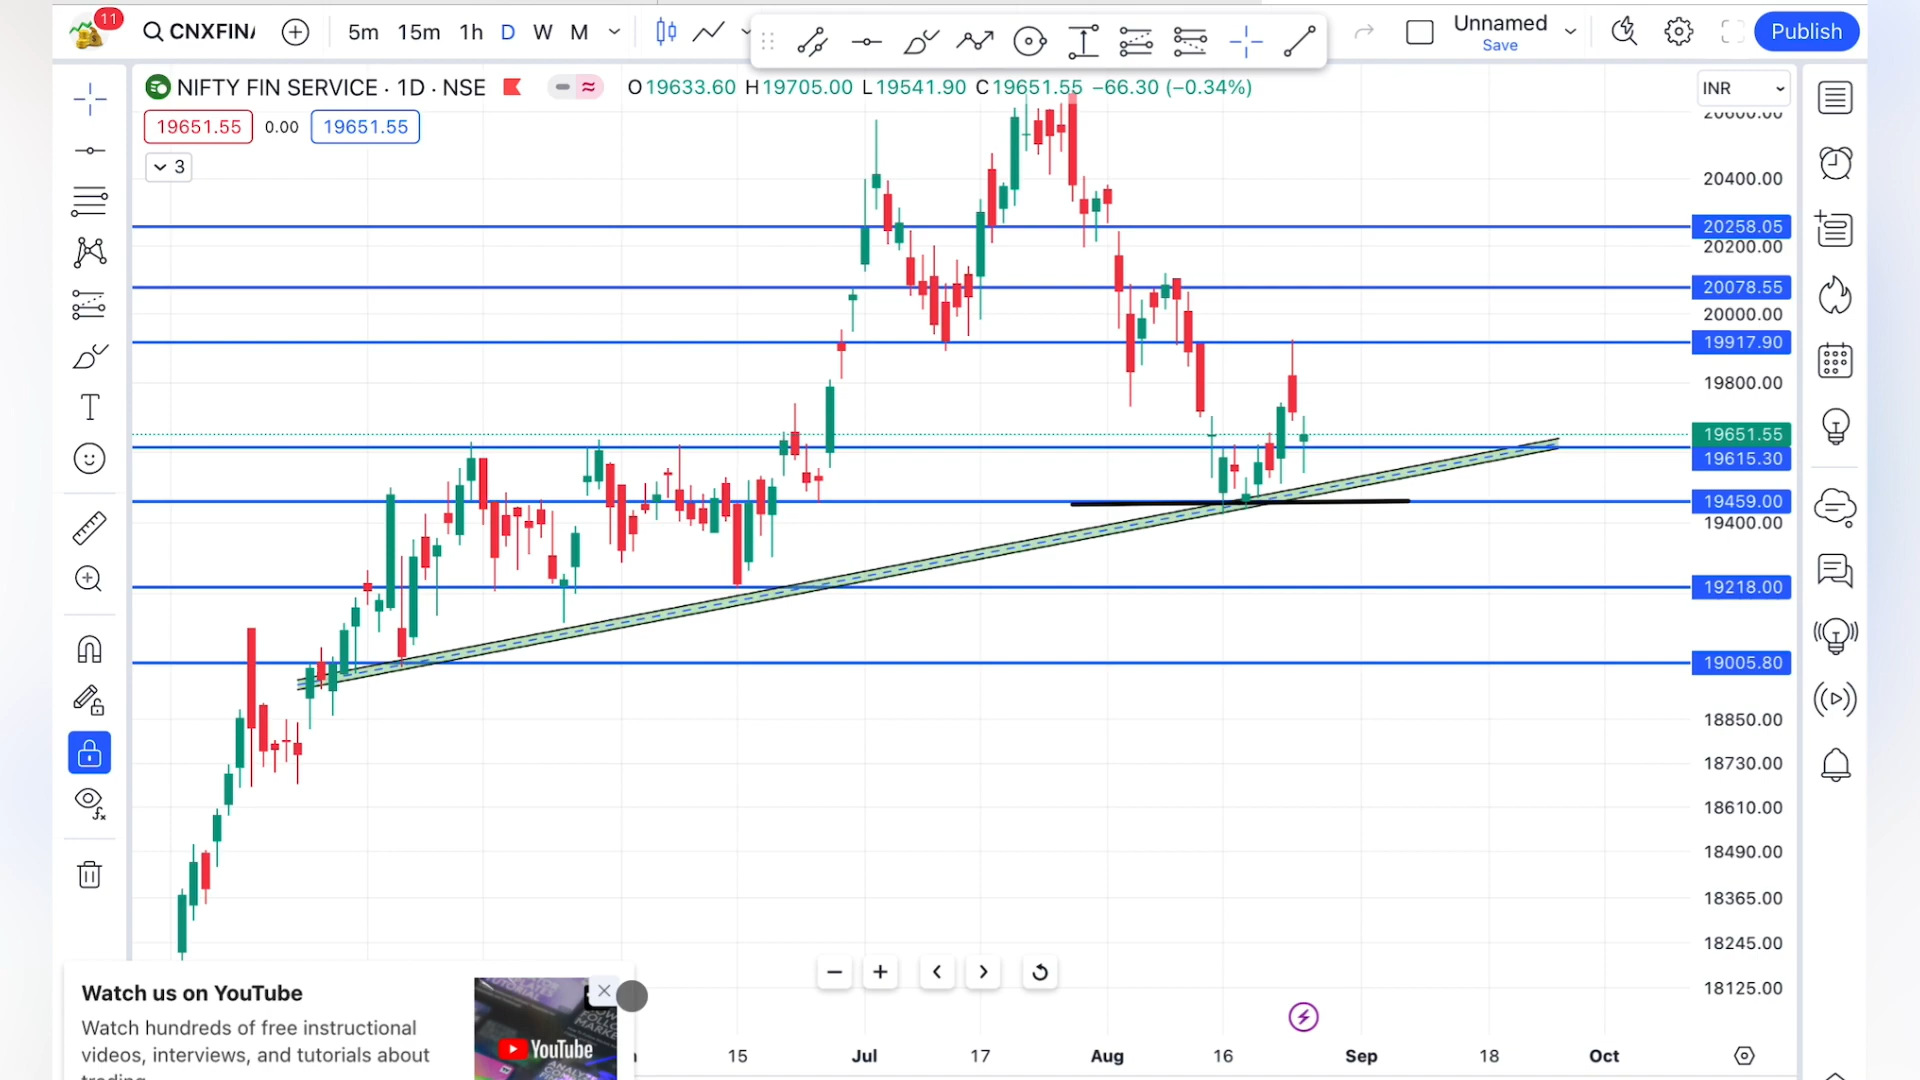 11
CNXFIN
5m 15m 1h D W M
Unnamed
Save
Publish
NIFTY FIN SERVICE · 1D · NSE
O19633.60 H19705.00 L19541.90 C19651.55 −66.30 (−0.34%)
INR
19651.55 0.00 19651.55
3
20600.00
20400.00
20258.05
20200.00
20078.55
20000.00
19917.90
19800.00
19651.55
19615.30
19459.00
19400.00
19218.00
19005.80
18850.00
18730.00
18610.00
18490.00
18365.00
18245.00
18125.00
Watch us on YouTube
Watch hundreds of free instructional
videos, interviews, and tutorials about
trading
YouTube
15 Jul 17 Aug 16 Sep 18 Oct